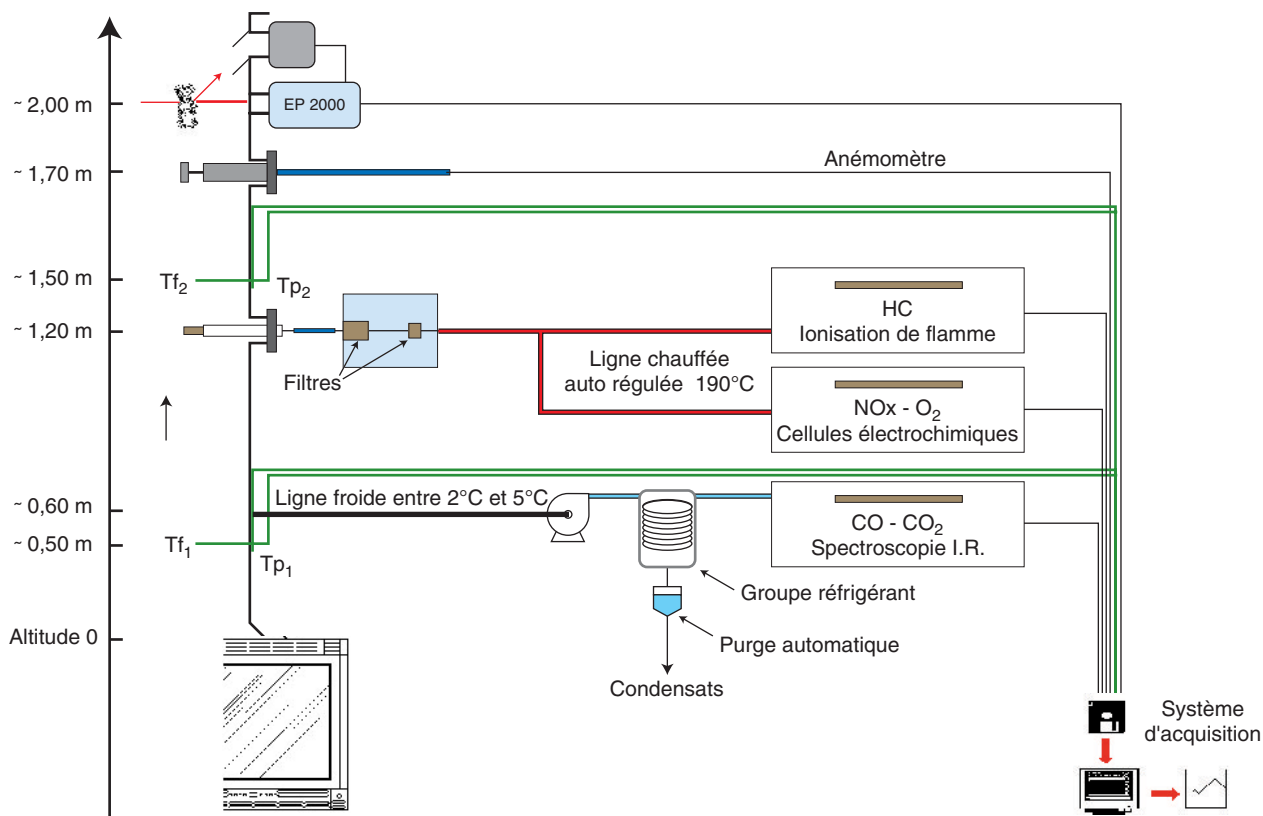 ~ 2,00 m
EP 2000
~ 1,70 m
Anémomètre
~ 1,50 m
Tf2
Tp2
~ 1,20 m
Filtres
Ligne chauffée
auto régulée 190°C
HC
Ionisation de flamme
NOx - O2
Cellules électrochimiques
~ 0,60 m
Ligne froide entre 2°C et 5°C
CO - CO2
Spectroscopie I.R.
~ 0,50 m
Tf1
Tp1
Groupe réfrigérant
Altitude 0
Purge automatique
Condensats
Système
d'acquisition